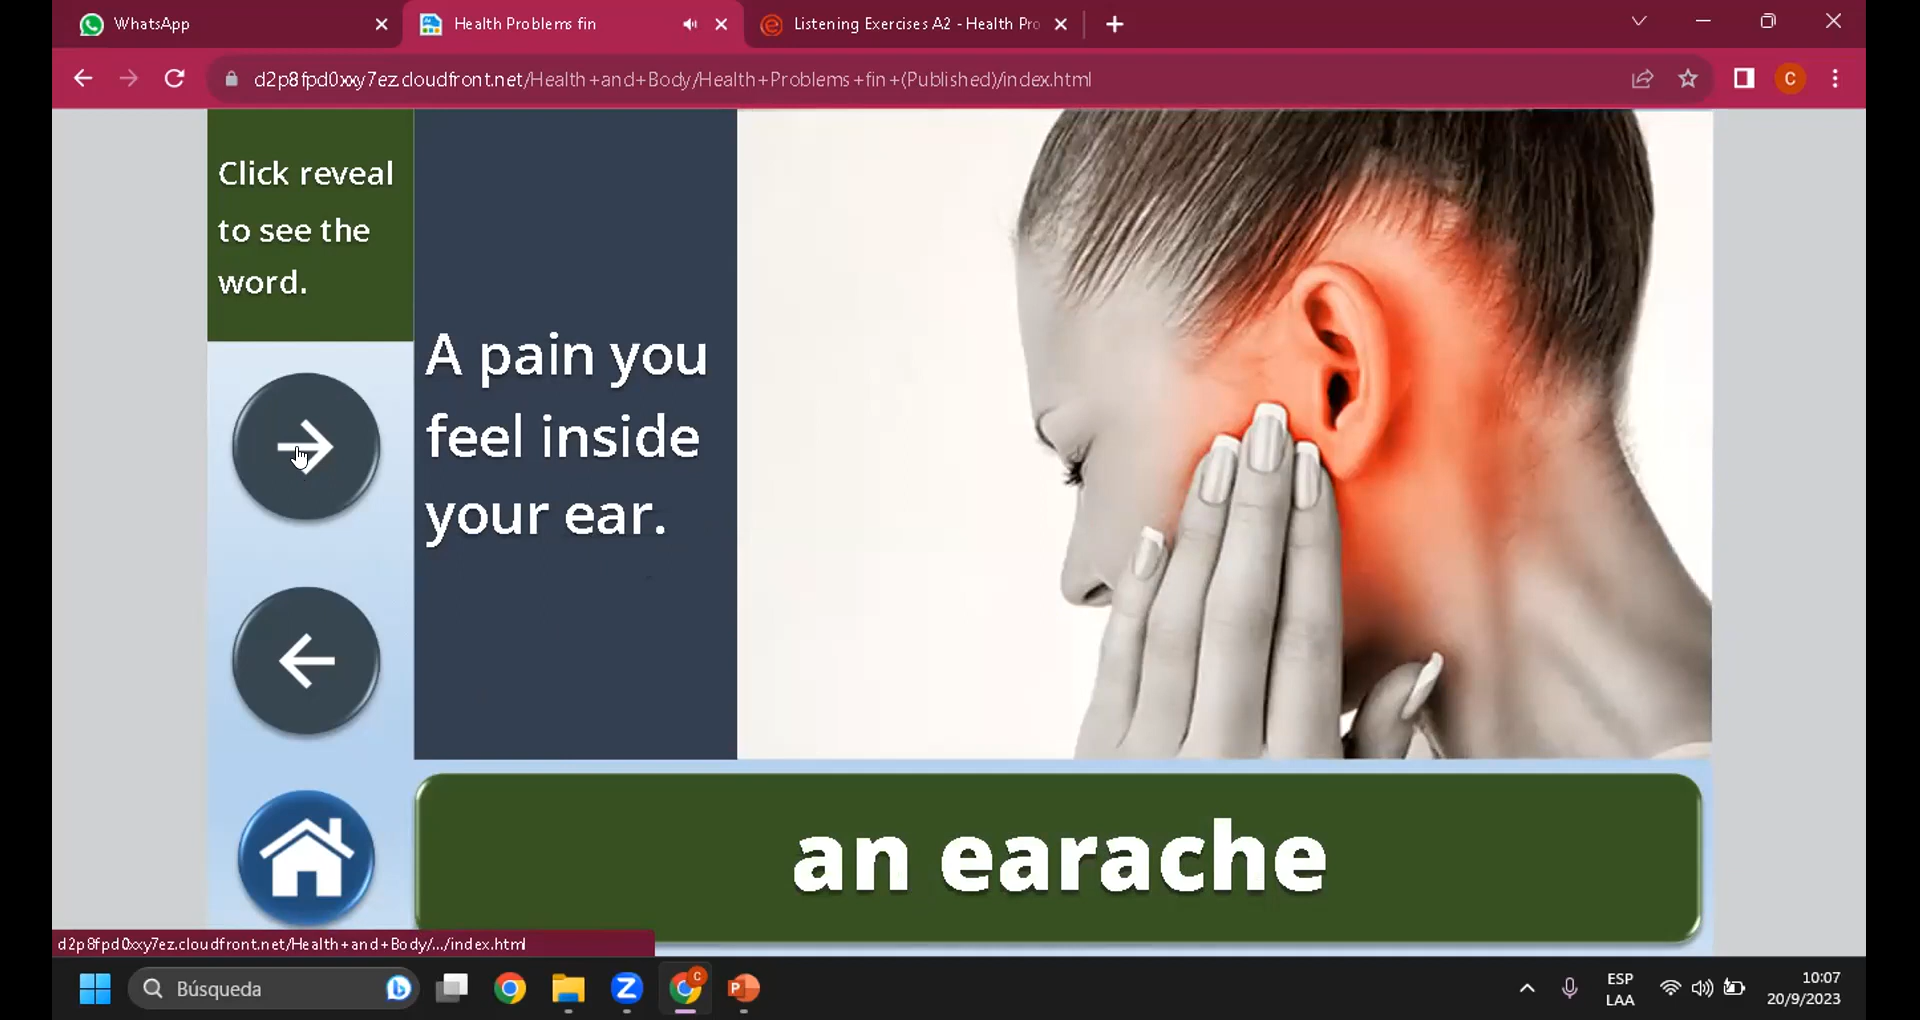 WhatsApp
Health Problems fin
Listening Exercises A2 - Health Pro
d2p8fpd0xxy7ez.cloudfront.net/Health+and+Body/Health+Problems+fin+(Published)/index.html
C
Click reveal
to see the
word.
A pain you
feel inside
your ear.
an earache
d2p8fpd0xxy7ez.cloudfront.net/Health+and+Body/.../index.html
Búsqueda
ESP
LAA
10:07
20/9/2023